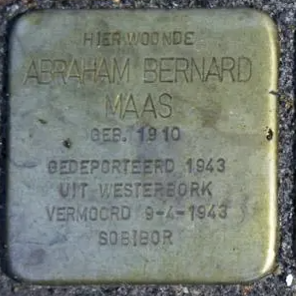 HIER WOONDE
ABRAHAM BERNARD
MAAS
GEB. 1910
GEDEPORTEERD 1943
UIT WESTERBORK
VERMOORD 9-4-1943
SOBIBOR